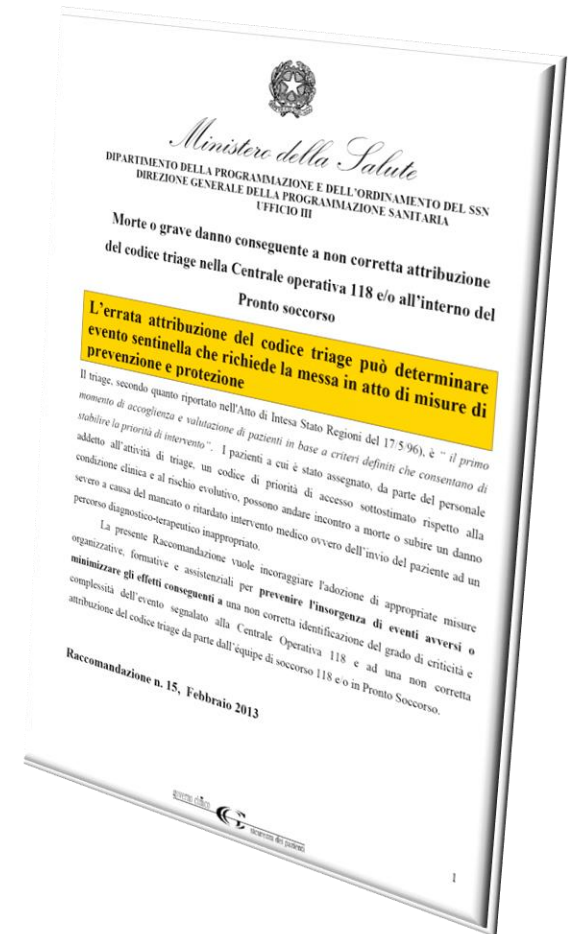 Ministero della Salute
DIPARTIMENTO DELLA PROGRAMMAZIONE E DELL'ORDINAMENTO DEL SSN
DIREZIONE GENERALE DELLA PROGRAMMAZIONE SANITARIA
UFFICIO III
Morte o grave danno conseguente a non corretta attribuzione
del codice triage nella Centrale operativa 118 e/o all'interno del
Pronto soccorso
L'errata attribuzione del codice triage può determinare
evento sentinella che richiede la messa in atto di misure di
prevenzione e protezione
Il triage, secondo quanto riportato nell'Atto di Intesa Stato Regioni del 17/5/96), è " il primo
momento di accoglienza e valutazione di pazienti in base a criteri definiti che consentano di
stabilire la priorità di intervento". I pazienti a cui è stato assegnato, da parte del personale
addetto all'attività di triage, un codice di priorità di accesso sottostimato rispetto alla
condizione clinica e al rischio evolutivo, possono andare incontro a morte o subire un danno
severo a causa del mancato o ritardato intervento medico ovvero dell'invio del paziente ad un
percorso diagnostico-terapeutico inappropriato.
La presente Raccomandazione vuole incoraggiare l'adozione di appropriate misure
organizzative, formative e assistenziali per prevenire l'insorgenza di eventi avversi o
minimizzare gli effetti conseguenti a una non corretta identificazione del grado di criticità e
complessità dell'evento segnalato alla Centrale Operativa 118 e ad una non corretta
attribuzione del codice triage da parte dall'équipe di soccorso 118 e/o in Pronto Soccorso.
Raccomandazione n. 15, Febbraio 2013
governo clinico
sicurezza dei pazienti
1